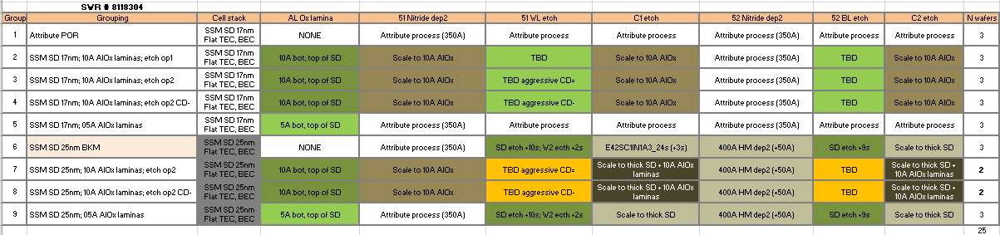 SWR # 8118304
Group Grouping Cell stack AL Ox lamina 51 Nitride dep2 51 WL etch C1 etch 52 Nitride dep2 52 BL etch C2 etch N wafers
1 Attribute POR SSM SD 17nm Flat TEC, BEC NONE Attribute process (350A) Attribute process Attribute process Attribute process (350A) Attribute process Attribute process 3
2 SSM SD 17nm; 10A AlOx laminas; etch op1 SSM SD 17nm Flat TEC, BEC 10A bot, top of SD Scale to 10A AlOx TBD Scale to 10A AlOx Attribute process (350A) TBD Scale to 10A AlOx 3
3 SSM SD 17nm; 10A AlOx laminas; etch op2 SSM SD 17nm Flat TEC, BEC 10A bot, top of SD Scale to 10A AlOx TBD aggressive CD= Scale to 10A AlOx Attribute process (350A) TBD Scale to 10A AlOx 3
4 SSM SD 17nm; 10A AlOx laminas; etch op2 CD- SSM SD 17nm Flat TEC, BEC 10A bot, top of SD Scale to 10A AlOx TBD aggressive CD- Scale to 10A AlOx Attribute process (350A) TBD Scale to 10A AlOx 3
5 SSM SD 17nm; 05A AlOx laminas SSM SD 17nm Flat TEC, BEC 5A bot, top of SD Attribute process (350A) Attribute process Attribute process Attribute process (350A) Attribute process Attribute process 3
6 SSM SD 25nm BKM SSM SD 25nm Flat TEC, BEC NONE Attribute process (350A) SD etch +10s; W2 ecth +2s E42SC1IN1A3_24s (+3s) 400A HM dep2 (+50A) SD etch +9s Scale to thick SD 3
7 SSM SD 25nm; 10A AlOx laminas; etch op2 SSM SD 25nm Flat TEC, BEC 10A bot, top of SD Scale to 10A AlOx TBD aggressive CD= Scale to thick SD + 10A AlOx laminas 400A HM dep2 (+50A) TBD Scale to thick SD + 10A AlOx laminas 2
8 SSM SD 25nm; 10A AlOx laminas; etch op2 CD- SSM SD 25nm Flat TEC, BEC 10A bot, top of SD Scale to 10A AlOx TBD aggressive CD- Scale to thick SD + 10A AlOx laminas 400A HM dep2 (+50A) TBD Scale to thick SD + 10A AlOx laminas 2
9 SSM SD 25nm; 05A AlOx laminas SSM SD 25nm Flat TEC, BEC 5A bot, top of SD Attribute process (350A) SD etch +10s; W2 ecth +2s Scale to thick SD 400A HM dep2 (+50A) SD etch +9s Scale to thick SD 3
25